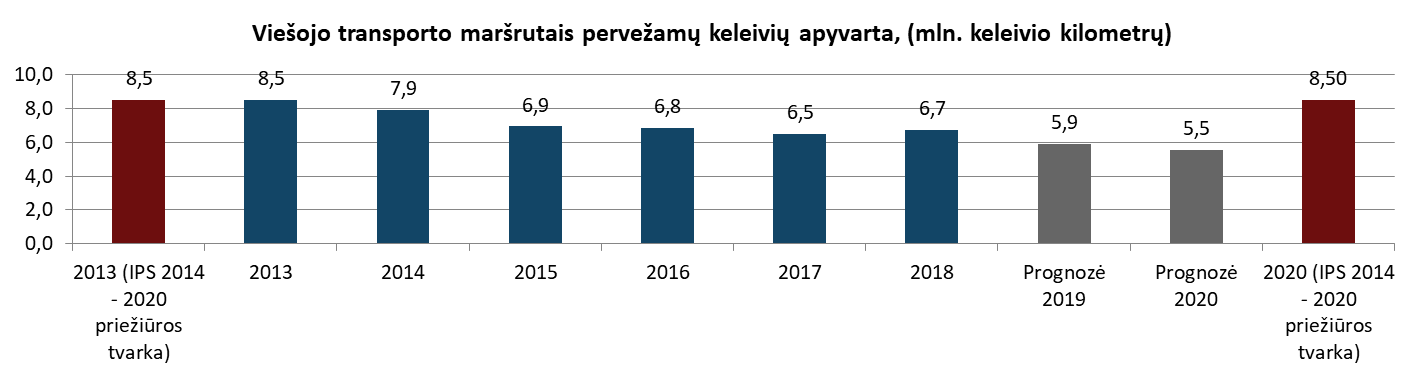 Viešojo transporto maršrutais pervežamų keleivių apyvarta, (mln. keleivio kilometrų)
10,0
8,0
6,0
4,0
2,0
0,0
8,5
8,5
7,9
6,9
6,8
6,5
6,7
5,9
5,5
8,50
2013 (IPS 2014
- 2020
priežiūros
tvarka)
2013
2014
2015
2016
2017
2018
Prognozė
2019
Prognozė
2020
2020 (IPS 2014
- 2020
priežiūros
tvarka)